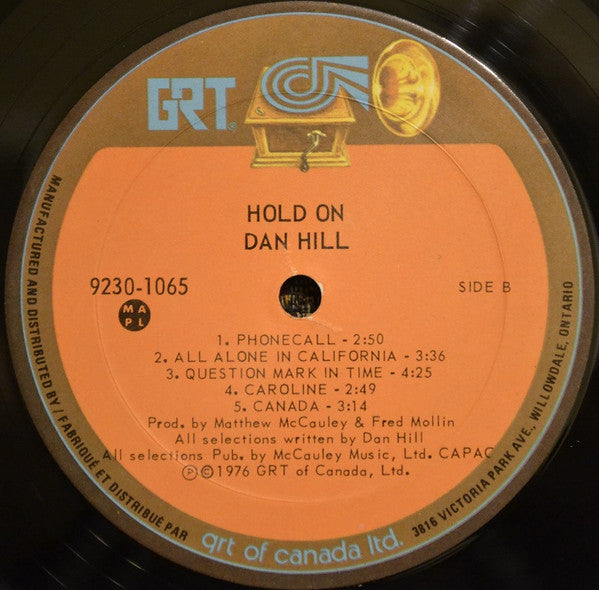 GRT®
HOLD ON
DAN HILL
9230-1065
SIDE B
MA
PL
1. PHONECALL - 2:50
2. ALL ALONE IN CALIFORNIA - 3:36
3. QUESTION MARK IN TIME - 4:25
4. CAROLINE - 2:49
5. CANADA - 3:14
Prod. by Matthew McCauley & Fred Mollin
All selections written by Dan Hill
All selections Pub. by McCauley Music, Ltd. CAPAC
Ⓟ©1976 GRT of Canada, Ltd.
MANUFACTURED AND DISTRIBUTED BY / FABRIQUÉ ET DISTRIBUÉ PAR
grt of canada ltd.
3816 VICTORIA PARK AVE., WILLOWDALE, ONTARIO